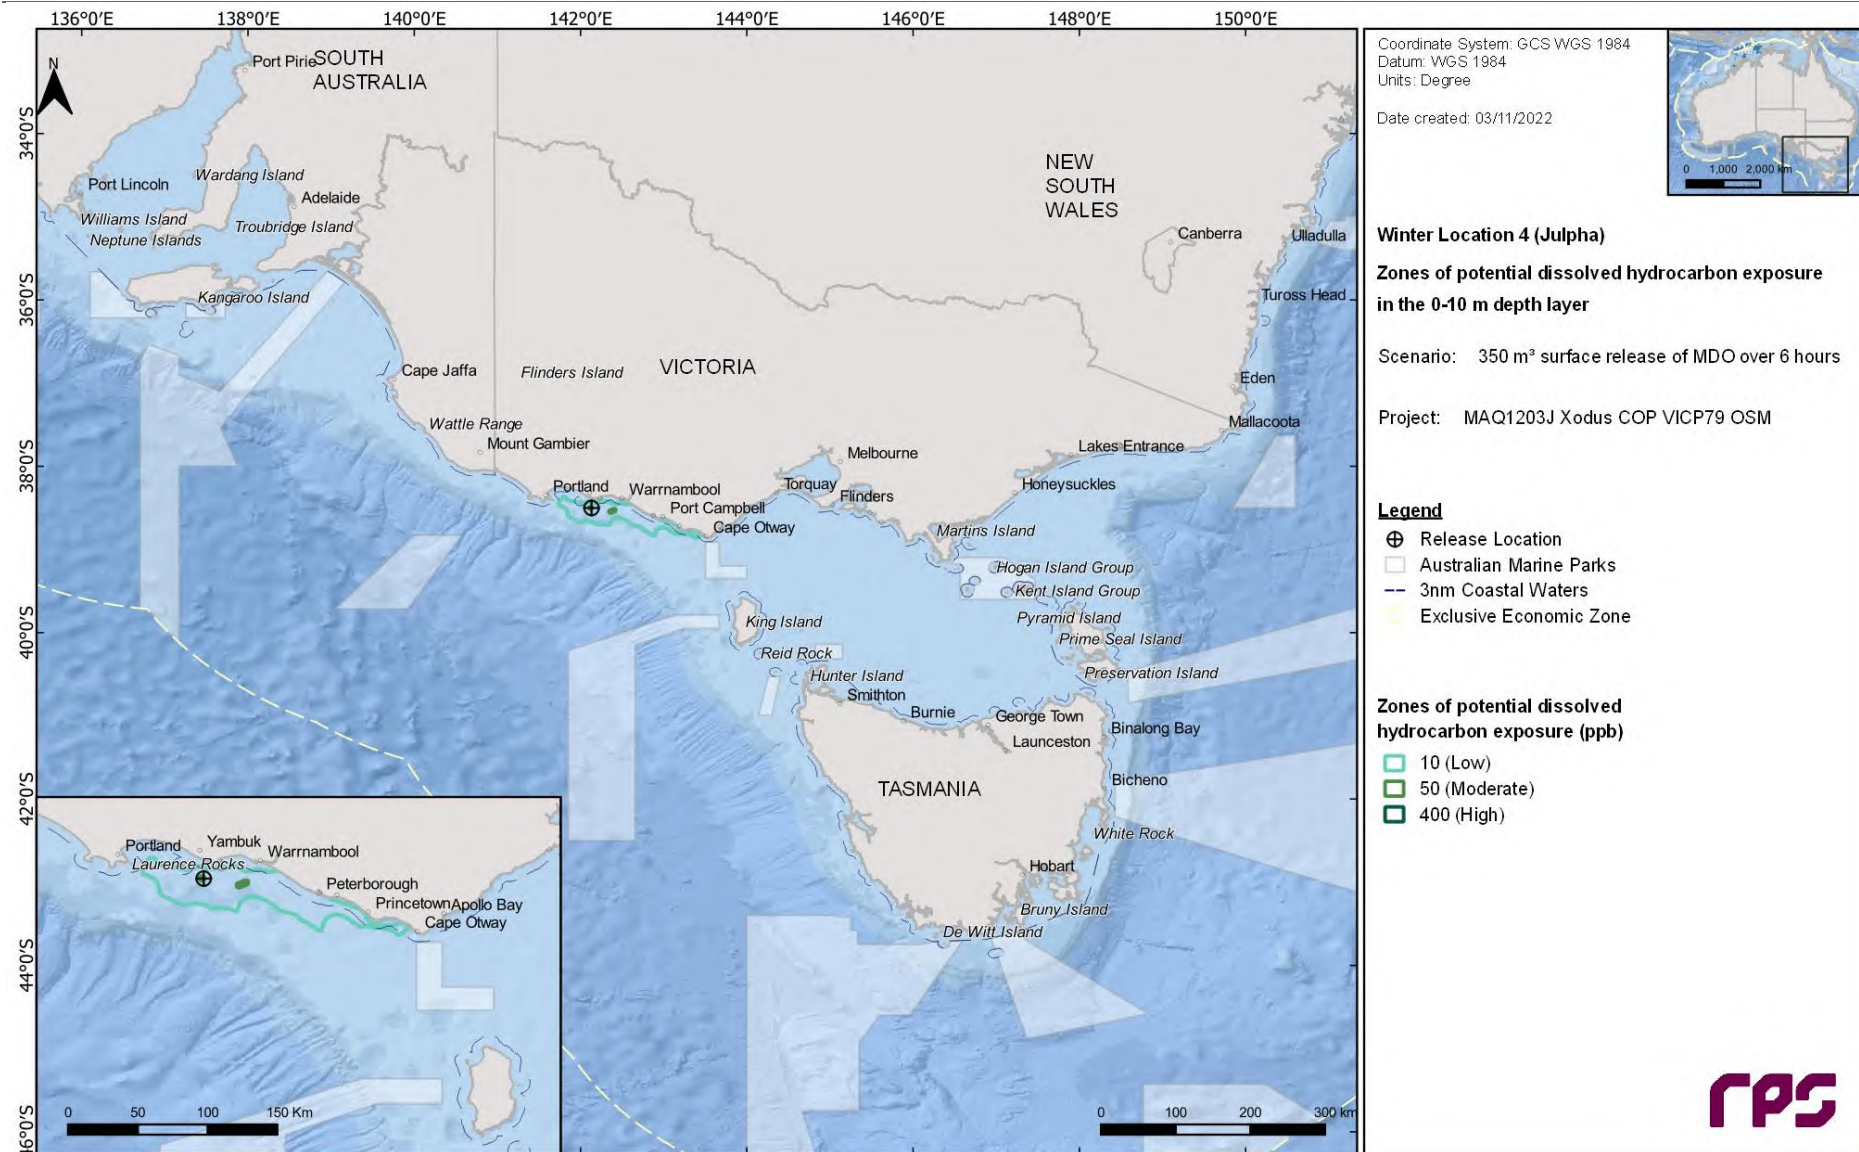 136°0'E
138°0'E
140°0'E
142°0'E
144°0'E
146°0'E
148°0'E
150°0'E
34°0'S
36°0'S
38°0'S
40°0'S
42°0'S
44°0'S
46°0'S
N
Port Pirie
SOUTH
AUSTRALIA
Wardang Island
Port Lincoln
Adelaide
Williams Island
Troubridge Island
Neptune Islands
Kangaroo Island
NEW
SOUTH
WALES
Canberra
Ulladulla
Tuross Head
Cape Jaffa
Flinders Island
VICTORIA
Eden
Wattle Range
Mount Gambier
Mallacoota
Melbourne
Lakes Entrance
Portland
Warrnambool
Torquay
Flinders
Honeysuckles
Port Campbell
Cape Otway
Martins Island
Hogan Island Group
Kent Island Group
King Island
Pyramid Island
Prime Seal Island
Reid Rock
Preservation Island
Hunter Island
Smithton
Burnie
George Town
Binalong Bay
Launceston
Bicheno
TASMANIA
White Rock
Hobart
Bruny Island
De Witt Island
0 100 200 300 km
Portland
Yambuk
Warrnambool
Laurence Rocks
Peterborough
Princetown
Apollo Bay
Cape Otway
0 50 100 150 Km
Coordinate System: GCS WGS 1984
Datum: WGS 1984
Units: Degree
Date created: 03/11/2022
0 1,000 2,000 km
Winter Location 4 (Julpha)
Zones of potential dissolved hydrocarbon exposure
in the 0-10 m depth layer
Scenario: 350 m³ surface release of MDO over 6 hours
Project: MAQ1203J Xodus COP VICP79 OSM
Legend
Release Location
Australian Marine Parks
3nm Coastal Waters
Exclusive Economic Zone
Zones of potential dissolved
hydrocarbon exposure (ppb)
10 (Low)
50 (Moderate)
400 (High)
rps